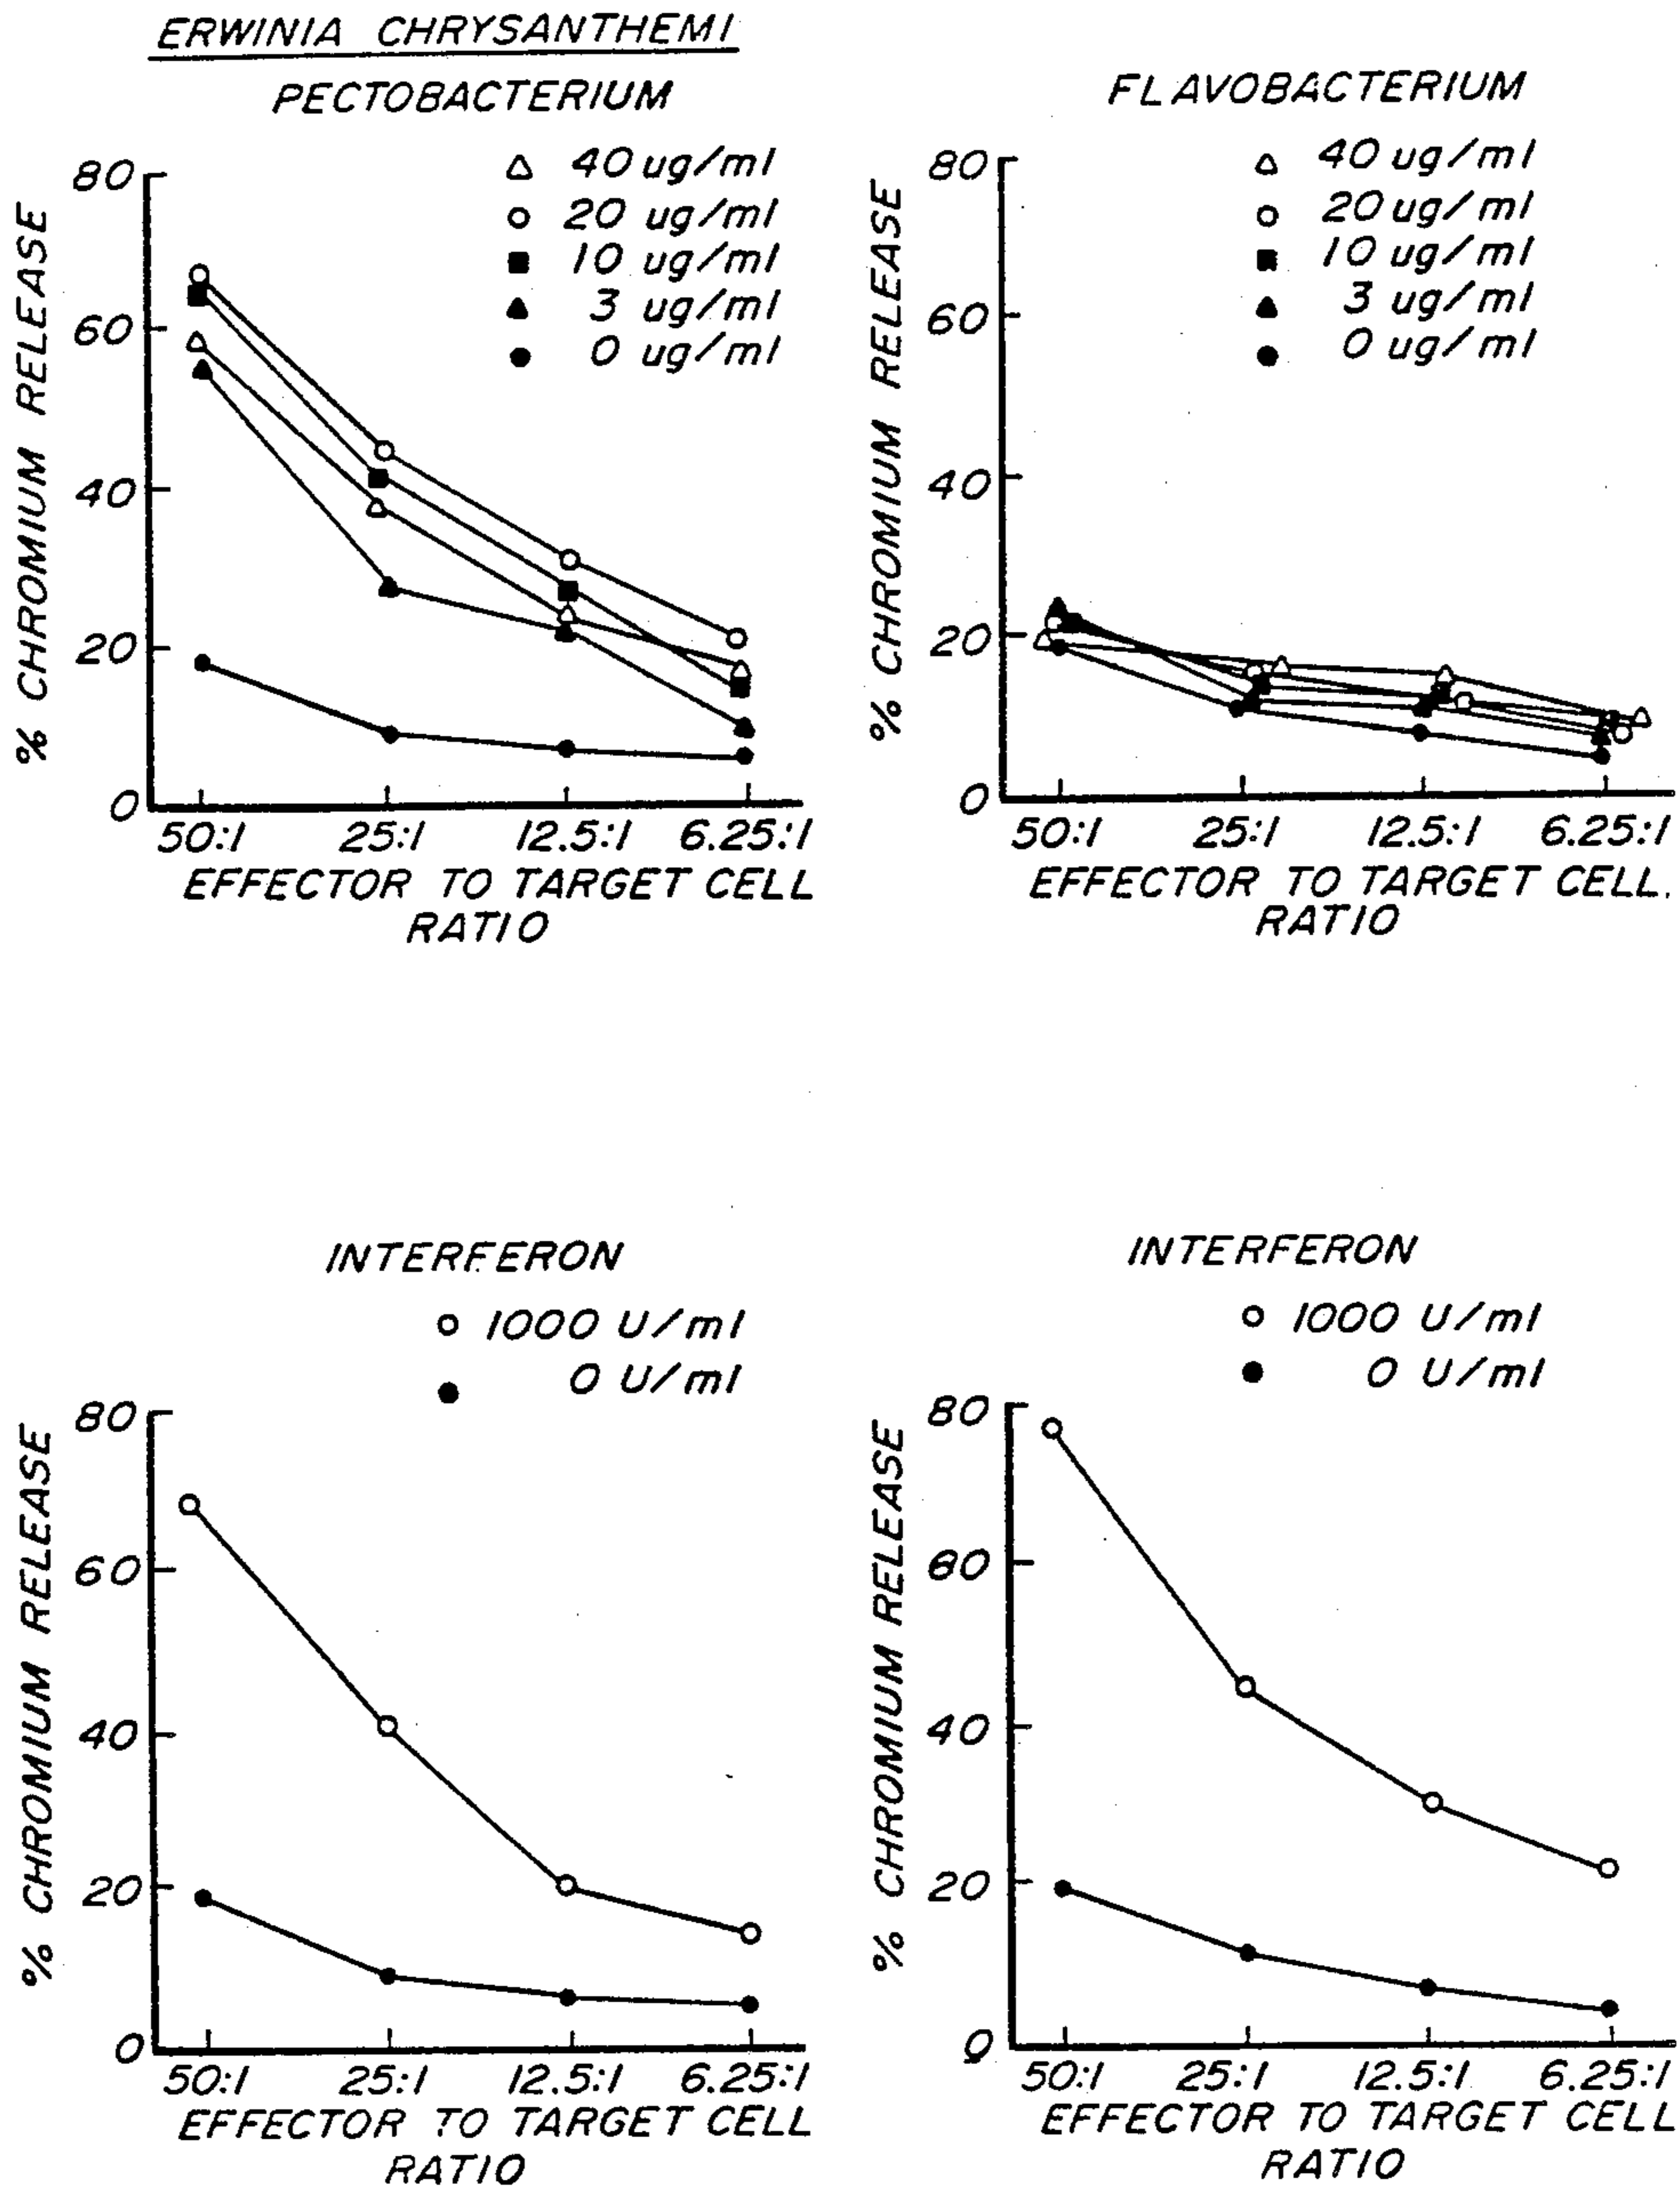 ERWINIA CHRYSANTHEMI
PECTOBACTERIUM
40 ug/ml
20 ug/ml
10 ug/ml
3 ug/ml
0 ug/ml
% CHROMIUM RELEASE
80
60
40
20
0
50:1 25:1 12.5:1 6.25:1
EFFECTOR TO TARGET CELL
RATIO
FLAVOBACTERIUM
40 ug/ml
20 ug/ml
10 ug/ml
3 ug/ml
0 ug/ml
% CHROMIUM RELEASE
80
60
40
20
0
50:1 25:1 12.5:1 6.25:1
EFFECTOR TO TARGET CELL.
RATIO
INTERFERON
1000 U/ml
0 U/ml
% CHROMIUM RELEASE
80
60
40
20
0
50:1 25:1 12.5:1 6.25:1
EFFECTOR TO TARGET CELL
RATIO
INTERFERON
1000 U/ml
0 U/ml
% CHROMIUM RELEASE
80
60
40
20
0
50:1 25:1 12.5:1 6.25:1
EFFECTOR TO TARGET CELL
RATIO